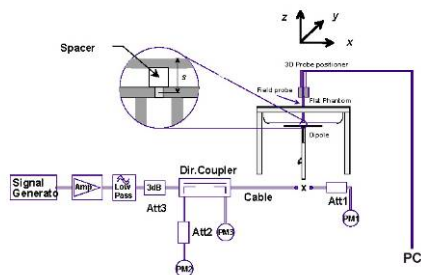 z
y
x
Spacer
s
3D Probe positioner
Field probe
Flat Phantom
Dipole
Signal
Generato
Amp
Low
Pass
3dB
Att3
Dir.Coupler
Cable
x
Att1
PM1
Att2
PM3
PM2
PC